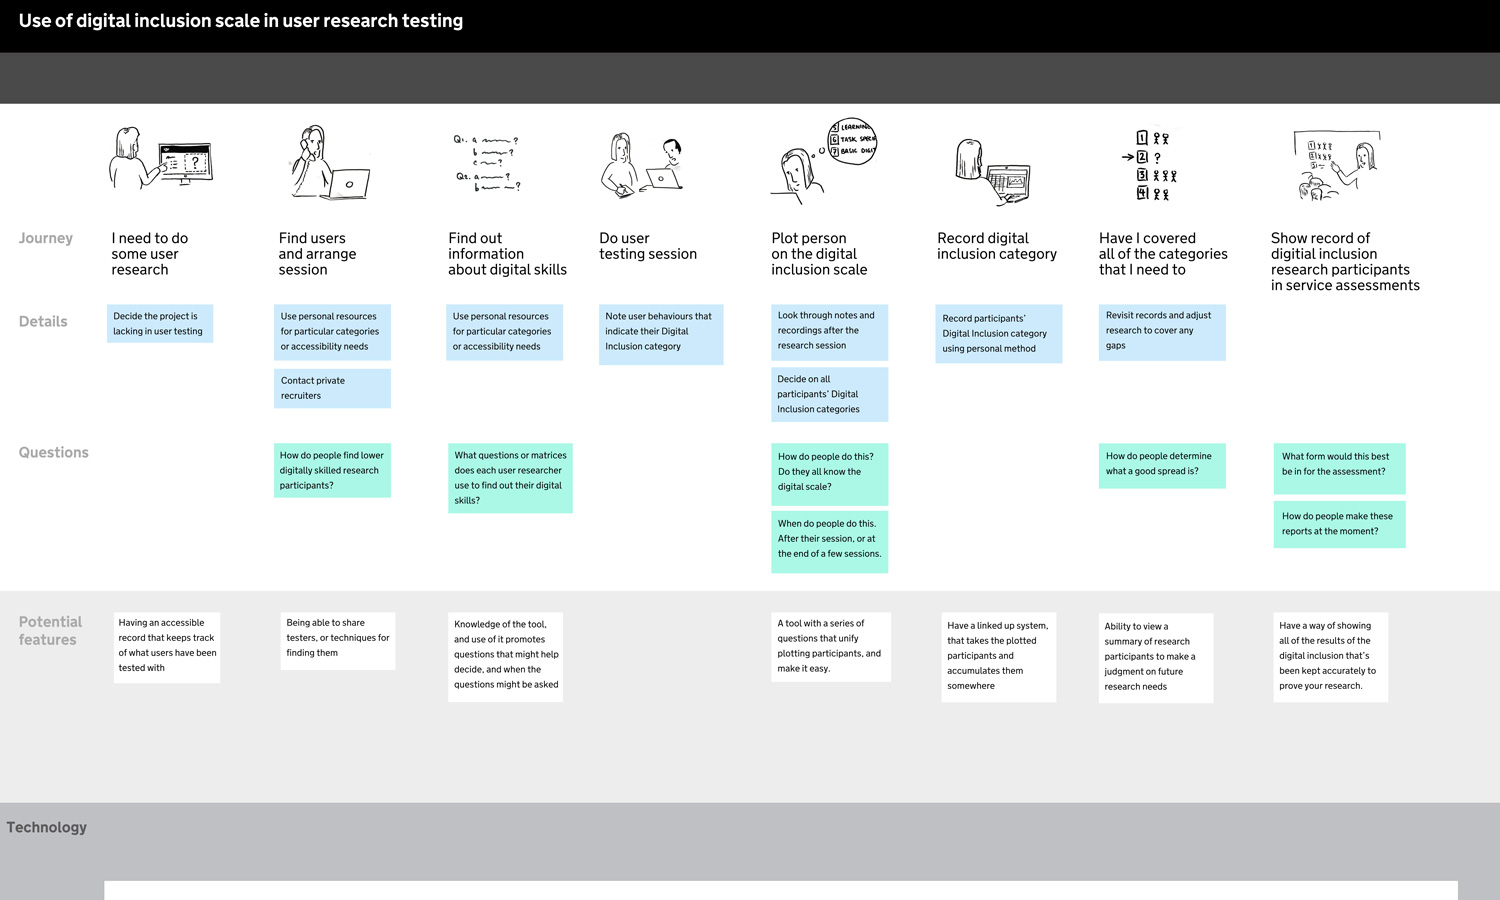 Use of digital inclusion scale in user research testing
?
Q1. a ?
b ?
c ?
Q2. a ?
b ?
5 LEARNING
6 TASK SPECI
7 BASIC DIGIT
1
2 ?
3
4
1
2
3
Journey
I need to do
some user
research
Find users
and arrange
session
Find out
information
about digital skills
Do user
testing session
Plot person
on the digital
inclusion scale
Record digital
inclusion category
Have I covered
all of the categories
that I need to
Show record of
digitial inclusion
research participants
in service assessments
Details
Decide the project is
lacking in user testing
Use personal resources
for particular categories
or accessibility needs
Contact private
recruiters
Use personal resources
for particular categories
or accessibility needs
Note user behaviours that
indicate their Digital
Inclusion category
Look through notes and
recordings after the
research session
Decide on all
participants' Digital
Inclusion categories
Record participants'
Digital Inclusion category
using personal method
Revisit records and adjust
research to cover any
gaps
Questions
How do people find lower
digitally skilled research
participants?
What questions or matrices
does each user researcher
use to find out their digital
skills?
How do people do this?
Do they all know the
digital scale?
When do people do this.
After their session, or at
the end of a few sessions.
How do people determine
what a good spread is?
What form would this best
be in for the assessment?
How do people make these
reports at the moment?
Potential
features
Having an accessible
record that keeps track
of what users have been
tested with
Being able to share
testers, or techniques for
finding them
Knowledge of the tool,
and use of it promotes
questions that might help
decide, and when the
questions might be asked
A tool with a series of
questions that unify
plotting participants, and
make it easy.
Have a linked up system,
that takes the plotted
participants and
accumulates them
somewhere
Ability to view a
summary of research
participants to make a
judgment on future
research needs
Have a way of showing
all of the results of the
digital inclusion that's
been kept accurately to
prove your research.
Technology